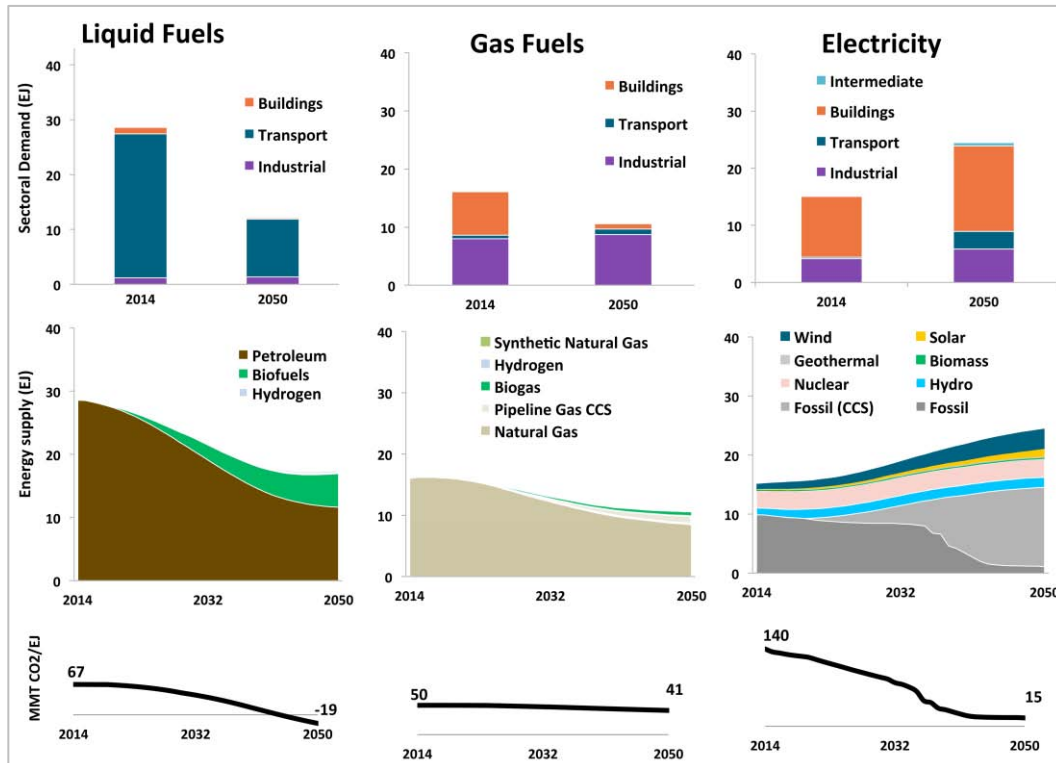 Liquid Fuels
Gas Fuels
Electricity
Sectoral Demand (EJ)
40
30
20
10
0
Buildings
Transport
Industrial
2014
2050
40
30
20
10
0
Buildings
Transport
Industrial
2014
2050
40
30
20
10
0
Intermediate
Buildings
Transport
Industrial
2014
2050
Energy supply (EJ)
40
30
20
10
0
Petroleum
Biofuels
Hydrogen
2014
2032
2050
40
30
20
10
0
Synthetic Natural Gas
Hydrogen
Biogas
Pipeline Gas CCS
Natural Gas
2014
2032
2050
40
30
20
10
0
Wind
Solar
Geothermal
Biomass
Nuclear
Hydro
Fossil (CCS)
Fossil
2014
2032
2050
MMT CO2/EJ
67
-19
2014
2032
2050
50
41
2014
2032
2050
140
15
2014
2032
2050